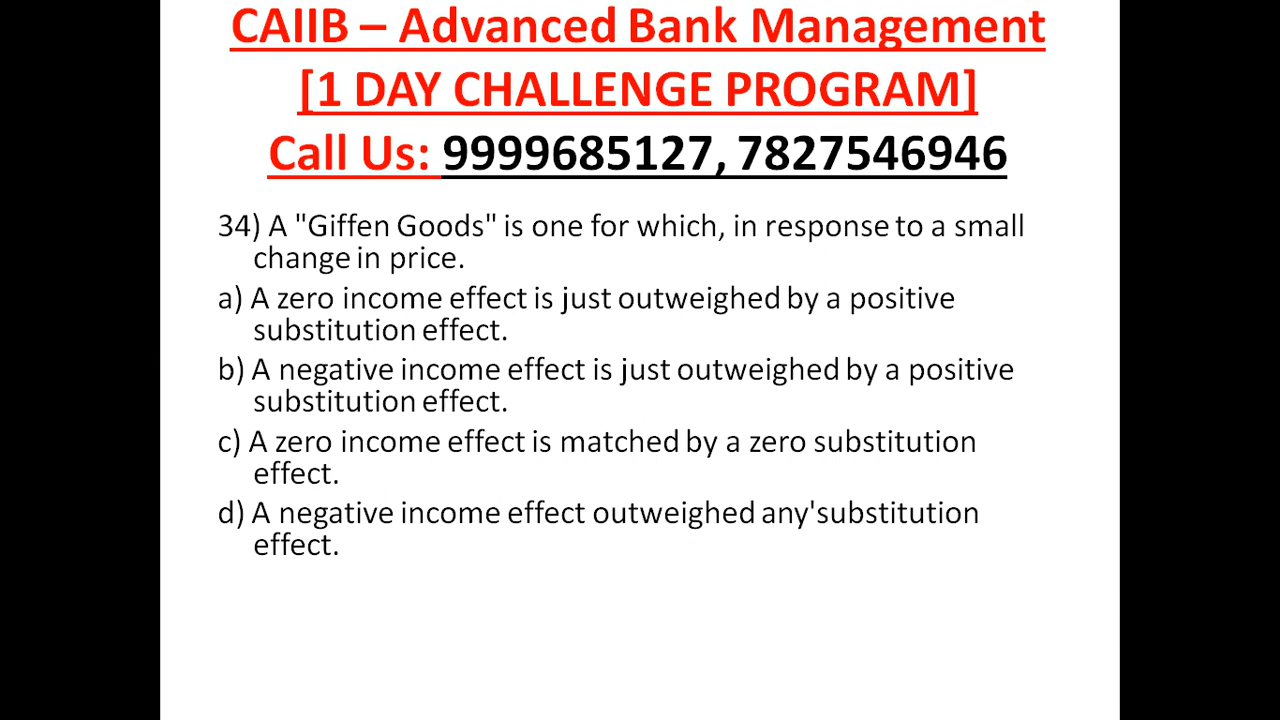 CAIIB – Advanced Bank Management
[1 DAY CHALLENGE PROGRAM]
Call Us: 9999685127, 7827546946
34) A "Giffen Goods" is one for which, in response to a small
change in price.
a) A zero income effect is just outweighed by a positive
substitution effect.
b) A negative income effect is just outweighed by a positive
substitution effect.
c) A zero income effect is matched by a zero substitution
effect.
d) A negative income effect outweighed any'substitution
effect.